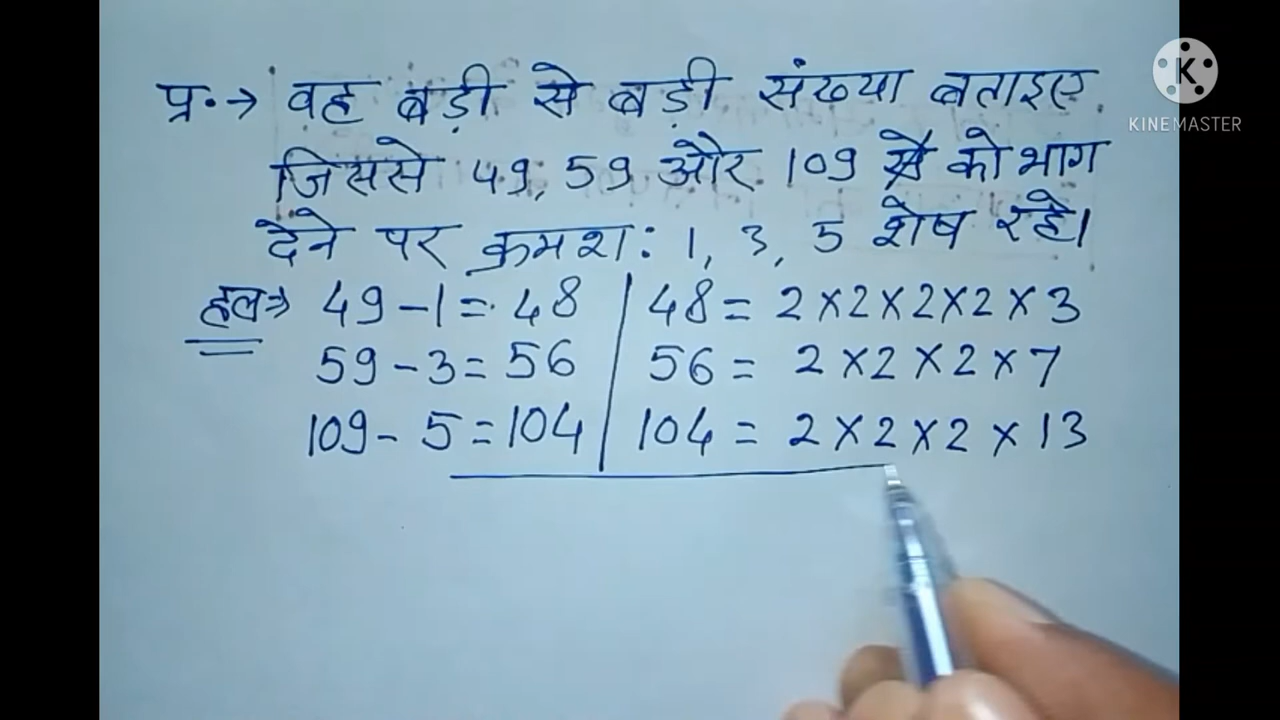 प्र.→ वह बड़ी से बड़ी संख्या बताइए
जिससे 49, 59 और 109 को भाग
देने पर क्रमश: 1, 3, 5 शेष रहे।
हल⇒ 49 - 1 = 48 48 = 2 × 2 × 2 × 2 × 3
59 - 3 = 56 56 = 2 × 2 × 2 × 7
109 - 5 = 104 104 = 2 × 2 × 2 × 13
K
KINEMASTER